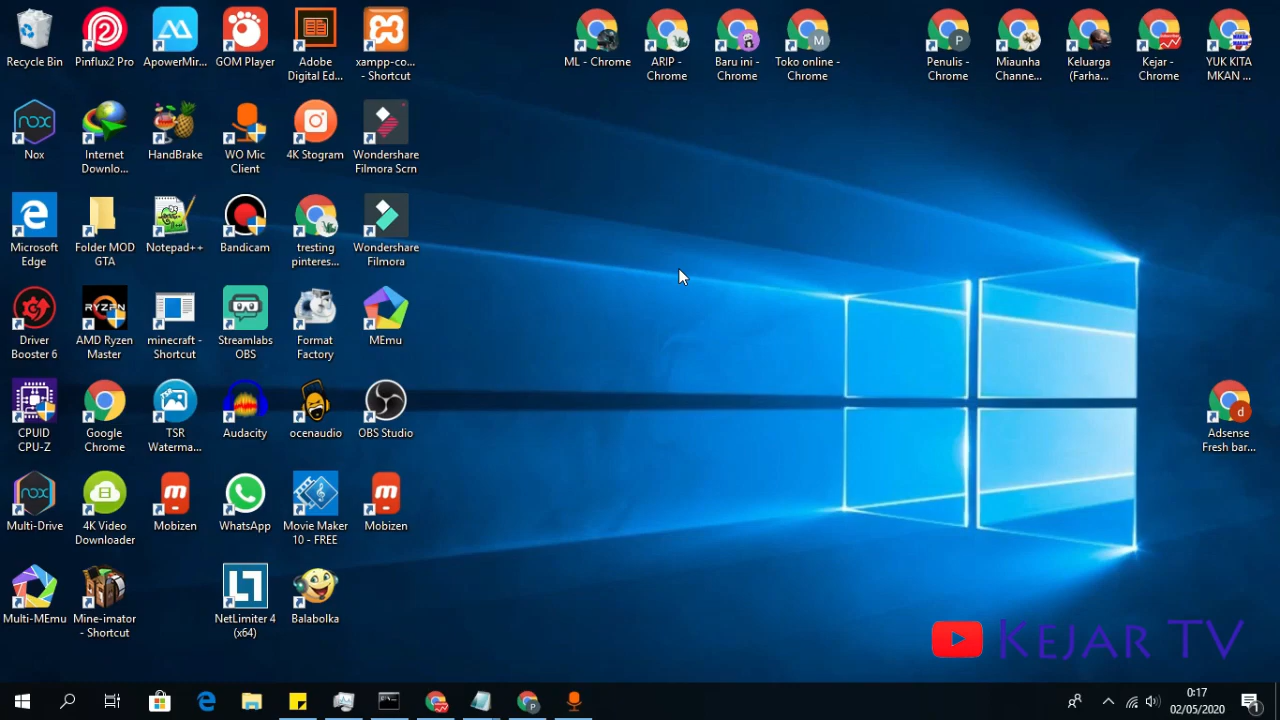 Recycle Bin
Pinflux2 Pro
ApowerMir...
GOM Player
Adobe
Digital Ed...
xampp-co...
- Shortcut
ML - Chrome
ARIP -
Chrome
Baru ini -
Chrome
Toko online -
Chrome
M
Penulis -
Chrome
P
Miaunha
Channe...
Keluarga
(Farha...
Kejar -
Chrome
YUK KITA
MKAN ...
nox
Nox
Internet
Downlo...
HandBrake
WO Mic
Client
4K Stogram
Wondershare
Filmora Scrn
Microsoft
Edge
Folder MOD
GTA
Notepad++
Bandicam
tresting
pinteres...
Wondershare
Filmora
Driver
Booster 6
RYZEN
AMD Ryzen
Master
minecraft -
Shortcut
Streamlabs
OBS
Format
Factory
MEmu
CPUID
CPU-Z
Google
Chrome
TSR
Waterma...
Audacity
ocenaudio
OBS Studio
d
Adsense
Fresh bar...
nox
Multi-Drive
4K Video
Downloader
m
Mobizen
WhatsApp
Movie Maker
10 - FREE
m
Mobizen
Multi-MEmu
Mine-imator
- Shortcut
NetLimiter 4
(x64)
Balabolka
KEJAR TV
P
0:17
02/05/2020
1